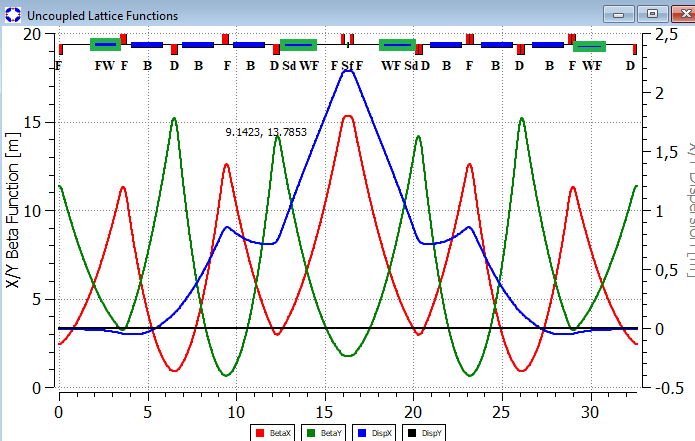 Uncoupled Lattice Functions
20
2,5
F FW F B D B F B D Sd WF F Sf F WF Sd D B F B D B F WF D
2
15
9.1423, 13.7853
1,5
X/Y Beta Function [m]
10
1
X/Y Dispersion [m]
0,5
5
0
0
-0.5
0 5 10 15 20 25 30
BetaX BetaY DispX DispY